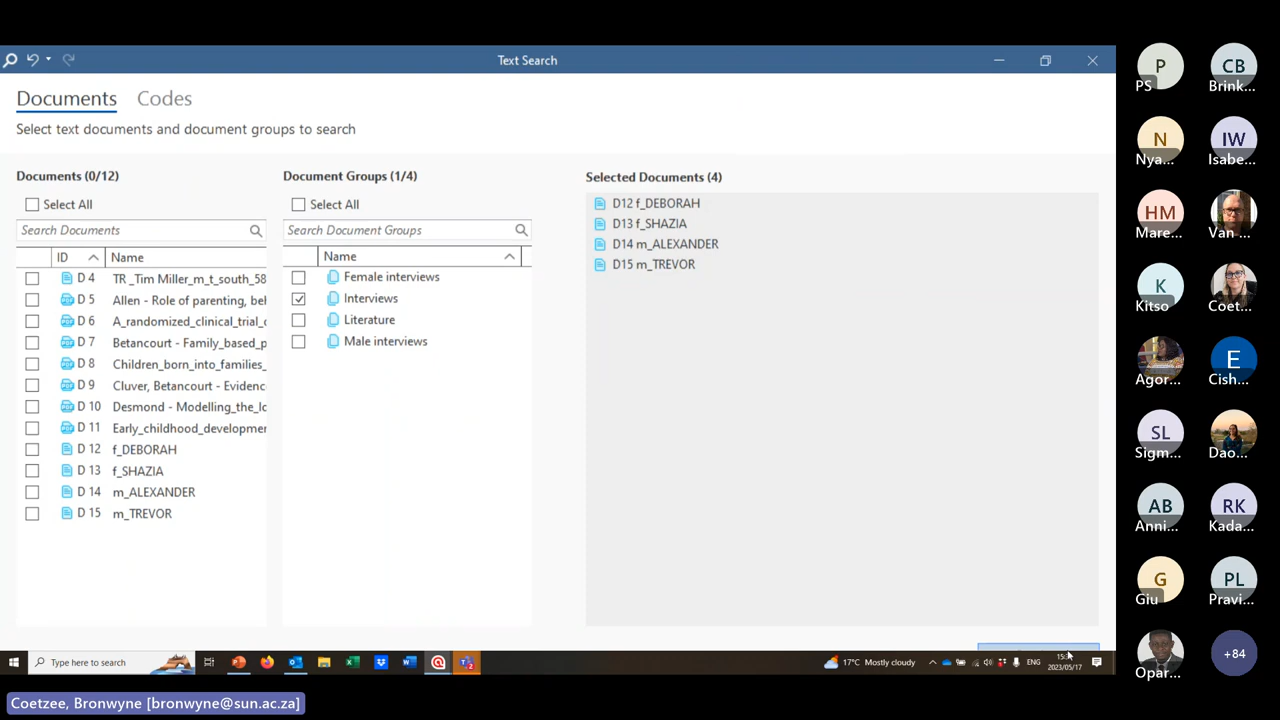 Text Search
Documents Codes
Select text documents and document groups to search
Documents (0/12)
Select All
Search Documents
ID Name
D 4 TR _Tim Miller_m_t_south_58
D 5 Allen - Role of parenting, bel
D 6 A_randomized_clinical_trial_
D 7 Betancourt - Family_based_p
D 8 Children_born_into_families_
D 9 Cluver, Betancourt - Evidenc
D 10 Desmond - Modelling_the_lo
D 11 Early_childhood_developmer
D 12 f_DEBORAH
D 13 f_SHAZIA
D 14 m_ALEXANDER
D 15 m_TREVOR
Document Groups (1/4)
Select All
Search Document Groups
Name
Female interviews
Interviews
Literature
Male interviews
Selected Documents (4)
D12 f_DEBORAH
D13 f_SHAZIA
D14 m_ALEXANDER
D15 m_TREVOR
Type here to search
17°C Mostly cloudy
ENG
2023/05/17
P
PS
CB
Brink...
N
Nya...
IW
Isabe...
HM
Mare...
Van ...
K
Kitso
Coet...
Agor...
E
Cish...
SL
Sigm...
Dao...
AB
Anni...
RK
Kada...
G
Giu
PL
Pravi...
Opar...
+84
Coetzee, Bronwyne [bronwyne@sun.ac.za]